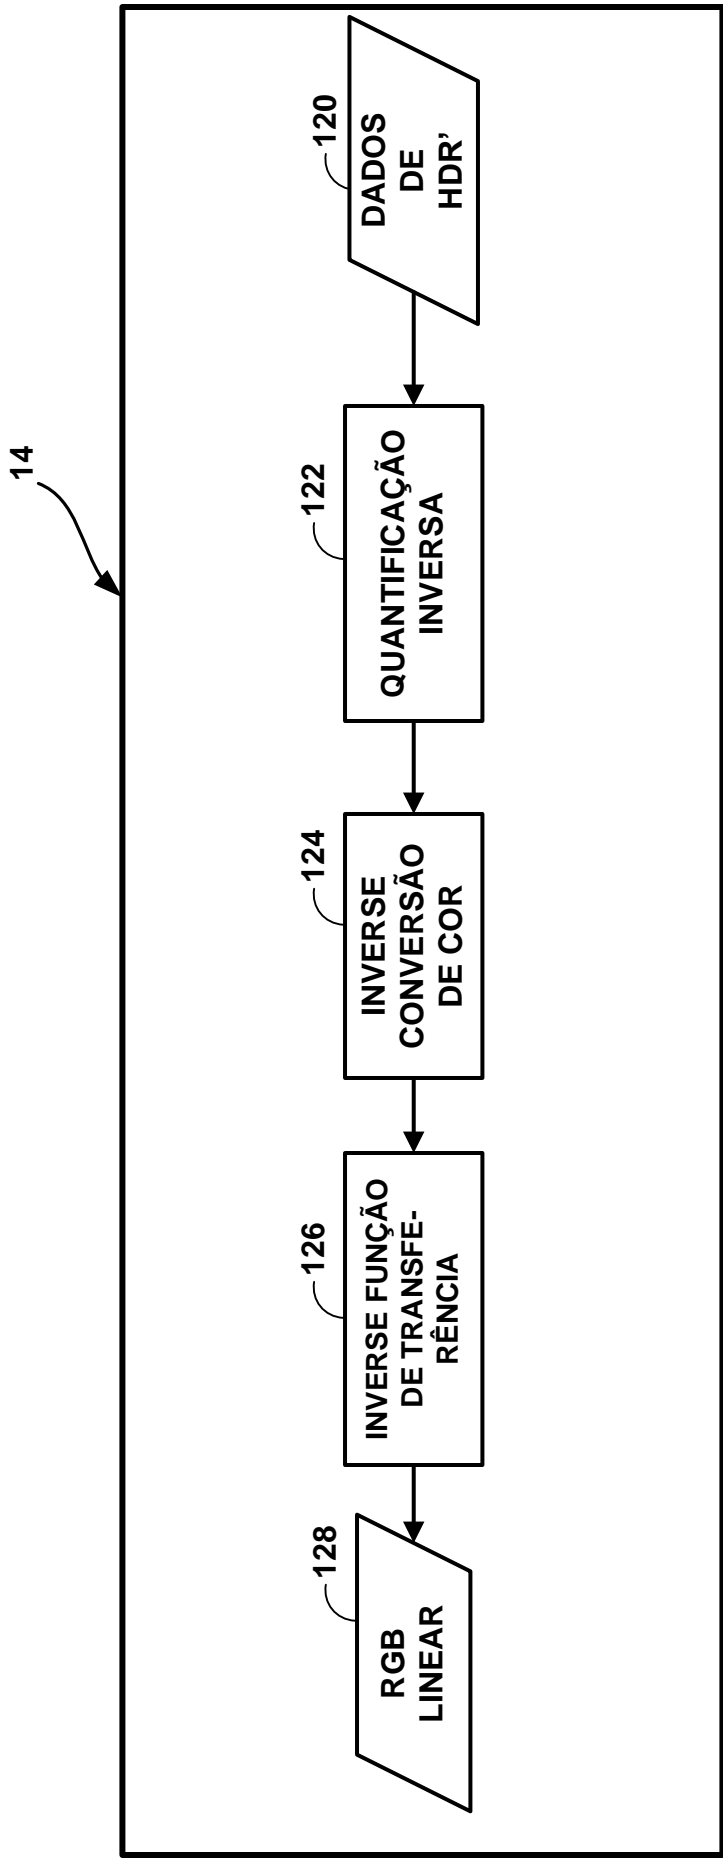 14
120
DADOS
DE
HDR’
122
QUANTIFICAÇÃO
INVERSA
124
INVERSE
CONVERSÃO
DE COR
126
INVERSE FUNÇÃO
DE TRANSFE-
RÊNCIA
128
RGB
LINEAR